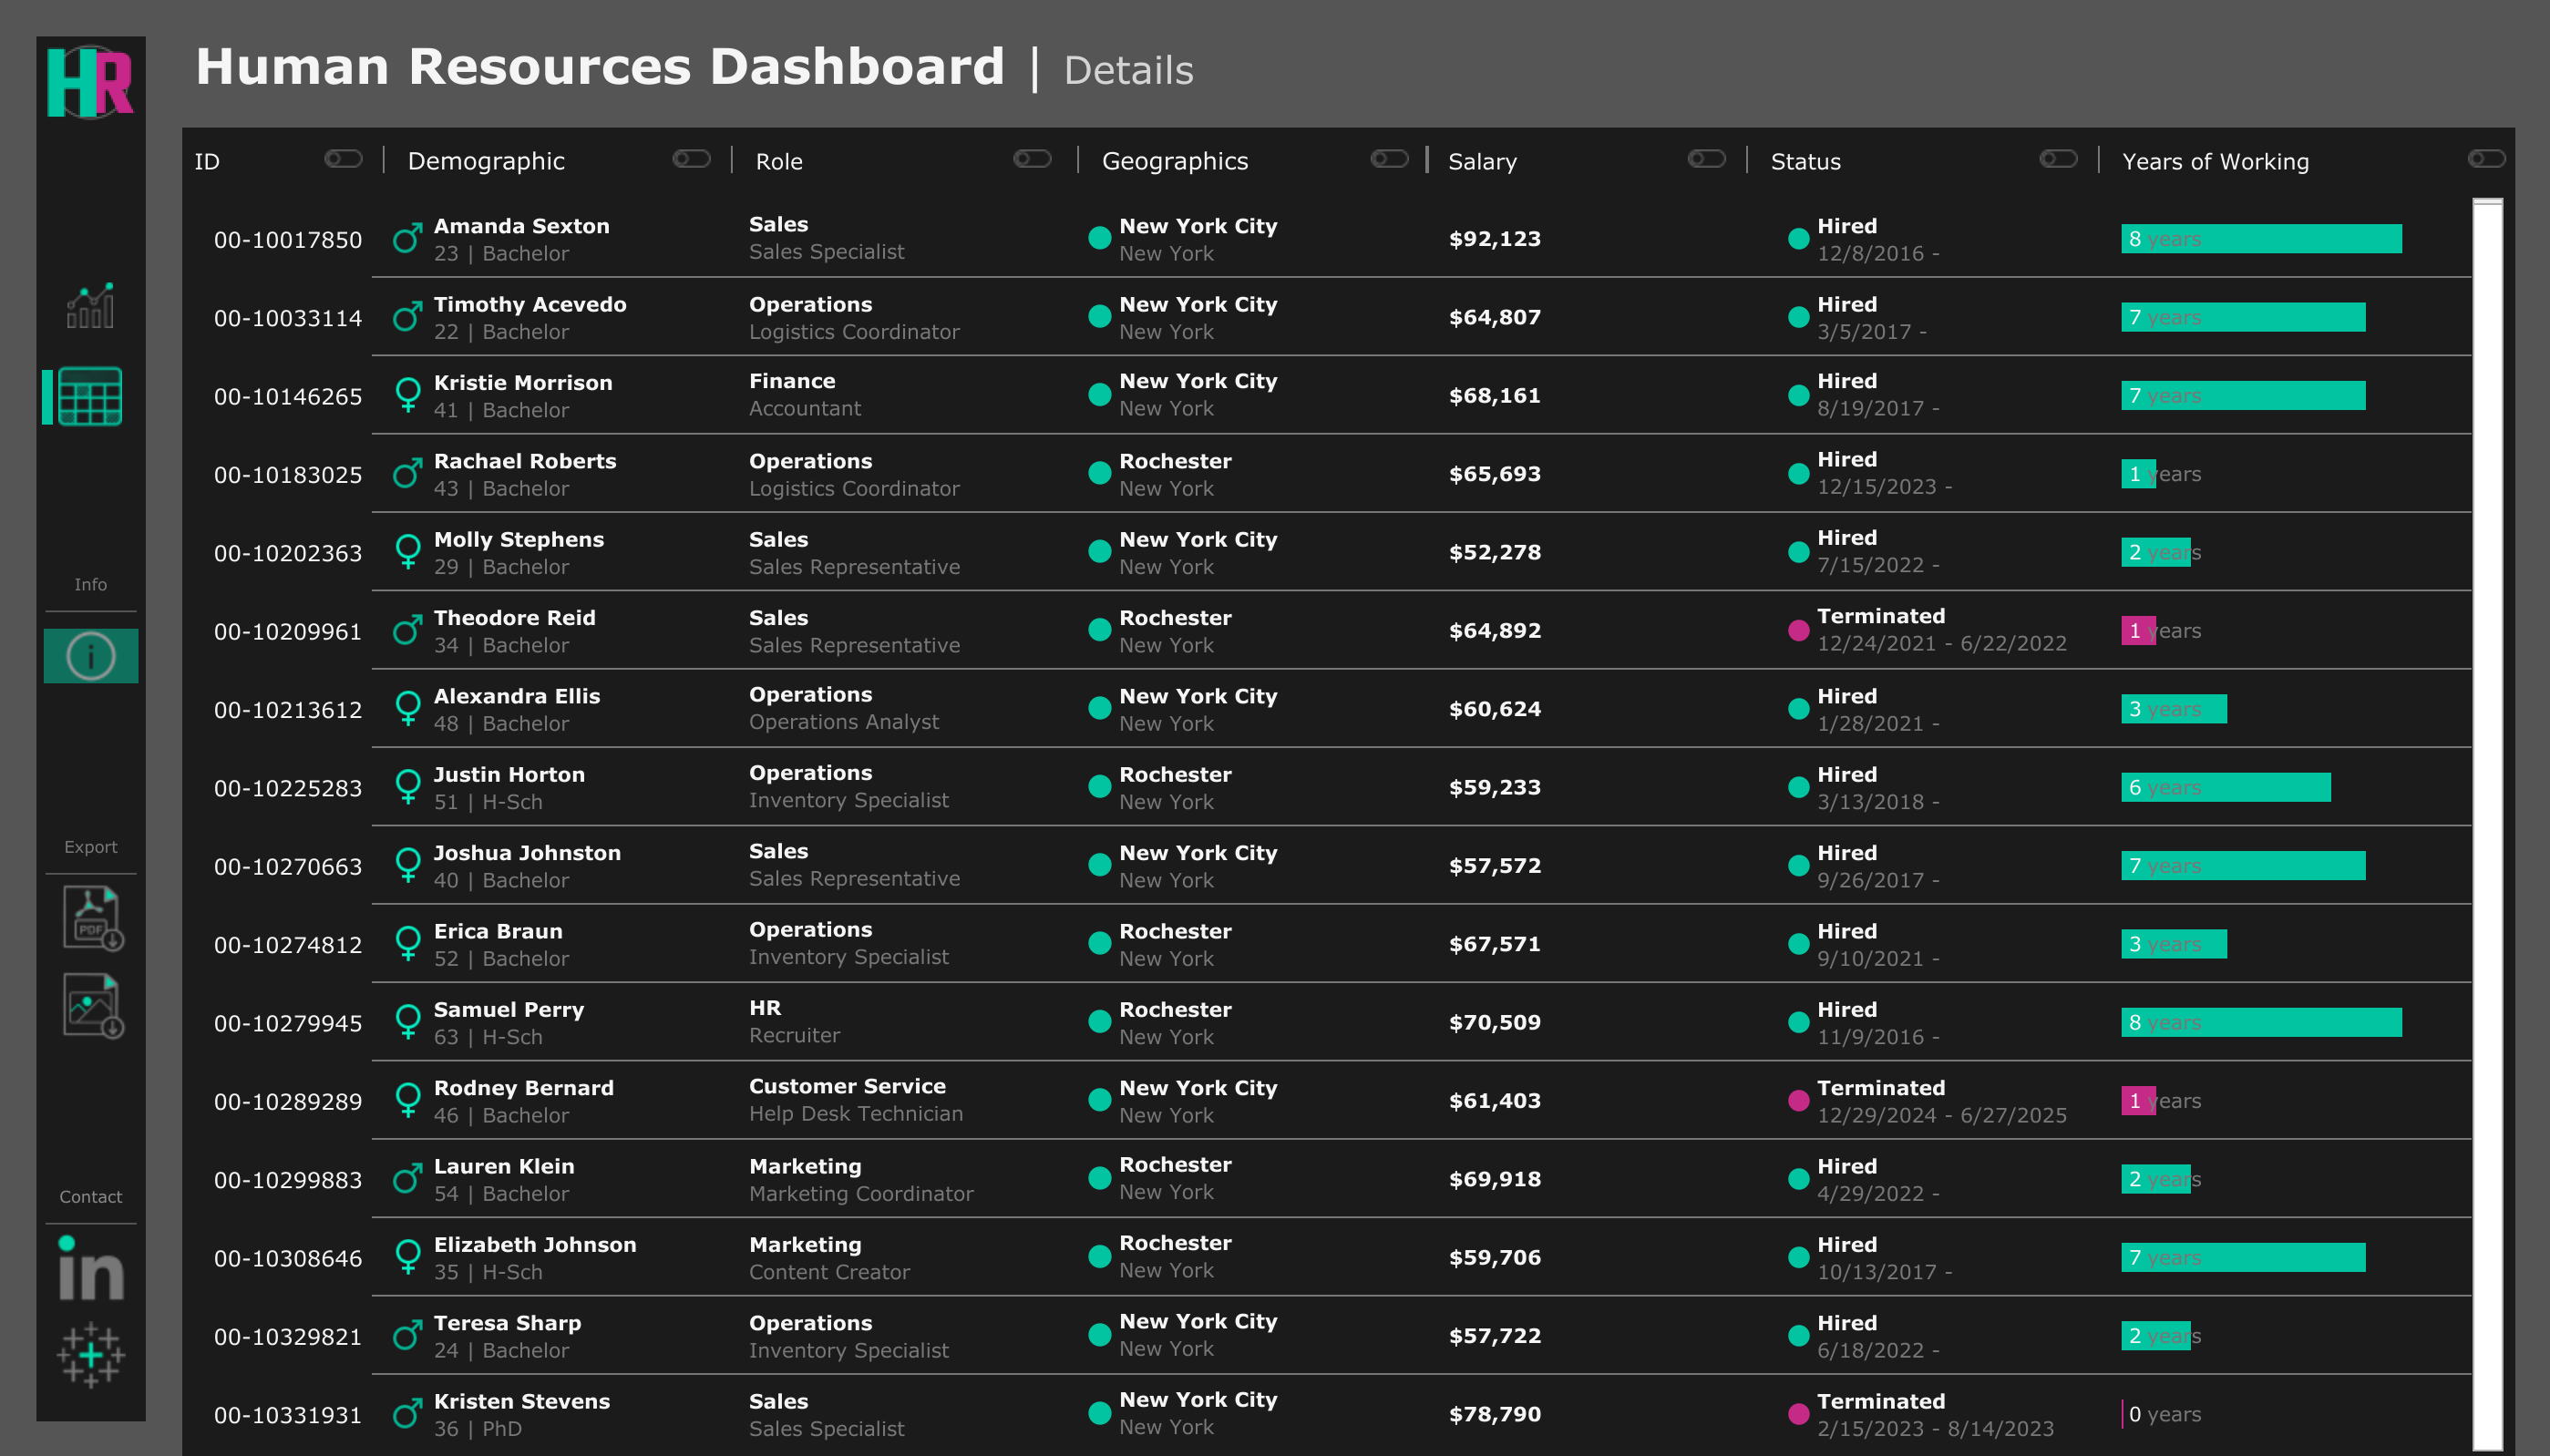 HR
Human Resources Dashboard | Details
ID Demographic Role Geographics Salary Status Years of Working
00-10017850 Amanda Sexton Sales New York City $92,123 Hired 8 years
23 | Bachelor Sales Specialist New York 12/8/2016 -
00-10033114 Timothy Acevedo Operations New York City $64,807 Hired 7 years
22 | Bachelor Logistics Coordinator New York 3/5/2017 -
00-10146265 Kristie Morrison Finance New York City $68,161 Hired 7 years
41 | Bachelor Accountant New York 8/19/2017 -
00-10183025 Rachael Roberts Operations Rochester $65,693 Hired 1 years
43 | Bachelor Logistics Coordinator New York 12/15/2023 -
00-10202363 Molly Stephens Sales New York City $52,278 Hired 2 years
29 | Bachelor Sales Representative New York 7/15/2022 -
00-10209961 Theodore Reid Sales Rochester $64,892 Terminated 1 years
34 | Bachelor Sales Representative New York 12/24/2021 - 6/22/2022
00-10213612 Alexandra Ellis Operations New York City $60,624 Hired 3 years
48 | Bachelor Operations Analyst New York 1/28/2021 -
00-10225283 Justin Horton Operations Rochester $59,233 Hired 6 years
51 | H-Sch Inventory Specialist New York 3/13/2018 -
00-10270663 Joshua Johnston Sales New York City $57,572 Hired 7 years
40 | Bachelor Sales Representative New York 9/26/2017 -
00-10274812 Erica Braun Operations Rochester $67,571 Hired 3 years
52 | Bachelor Inventory Specialist New York 9/10/2021 -
00-10279945 Samuel Perry HR Rochester $70,509 Hired 8 years
63 | H-Sch Recruiter New York 11/9/2016 -
00-10289289 Rodney Bernard Customer Service New York City $61,403 Terminated 1 years
46 | Bachelor Help Desk Technician New York 12/29/2024 - 6/27/2025
00-10299883 Lauren Klein Marketing Rochester $69,918 Hired 2 years
54 | Bachelor Marketing Coordinator New York 4/29/2022 -
00-10308646 Elizabeth Johnson Marketing Rochester $59,706 Hired 7 years
35 | H-Sch Content Creator New York 10/13/2017 -
00-10329821 Teresa Sharp Operations New York City $57,722 Hired 2 years
24 | Bachelor Inventory Specialist New York 6/18/2022 -
00-10331931 Kristen Stevens Sales New York City $78,790 Terminated 0 years
36 | PhD Sales Specialist New York 2/15/2023 - 8/14/2023
Info
i
Export
PDF
Contact
in